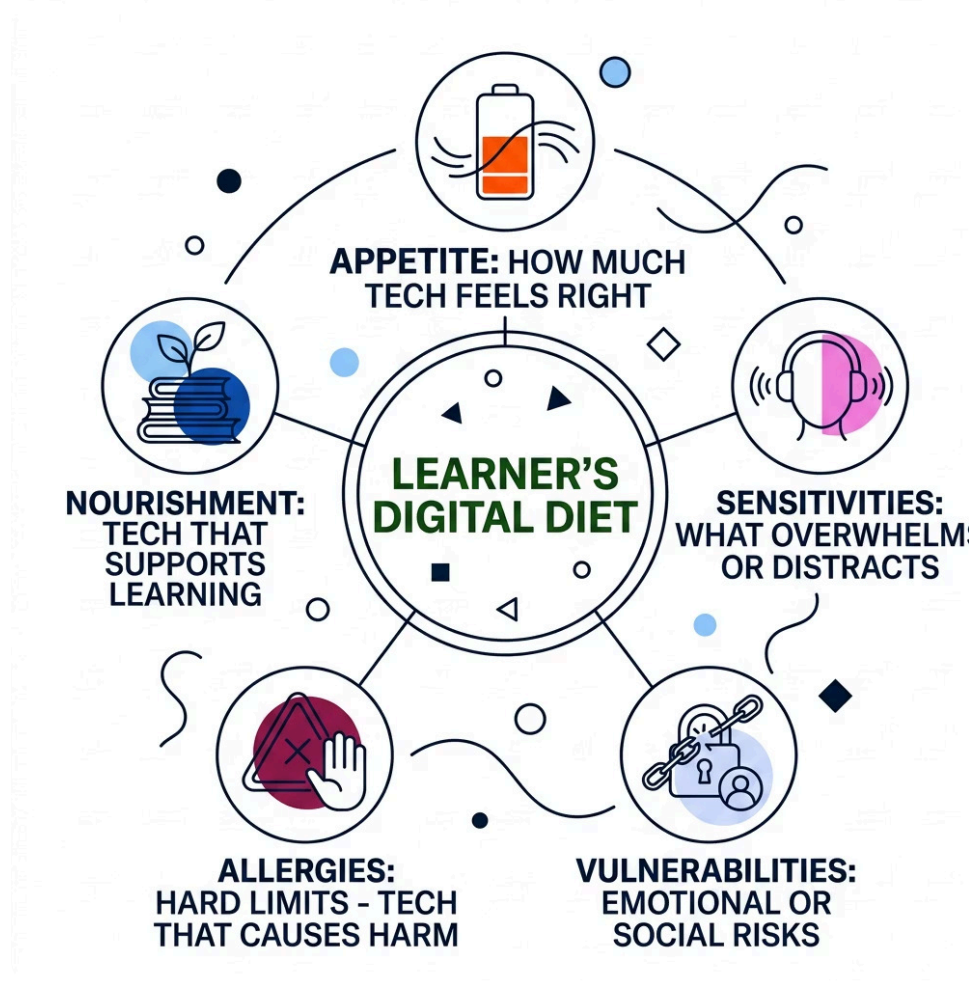 APPETITE: HOW MUCH
TECH FEELS RIGHT
LEARNER'S
DIGITAL DIET
NOURISHMENT:
TECH THAT
SUPPORTS
LEARNING
SENSITIVITIES:
WHAT OVERWHELMS
OR DISTRACTS
ALLERGIES:
HARD LIMITS - TECH
THAT CAUSES HARM
VULNERABILITIES:
EMOTIONAL OR
SOCIAL RISKS